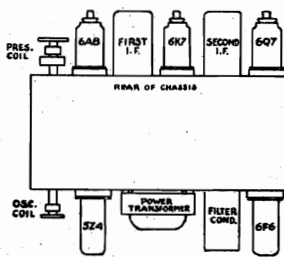 PRES.
COIL
6A8
FIRST
I.F.
6K7
SECOND
I.F.
6Q7
REAR OF CHASSIS
OSC.
COIL
5Z4
POWER
TRANSFORMER
FILTER
COND.
6F6